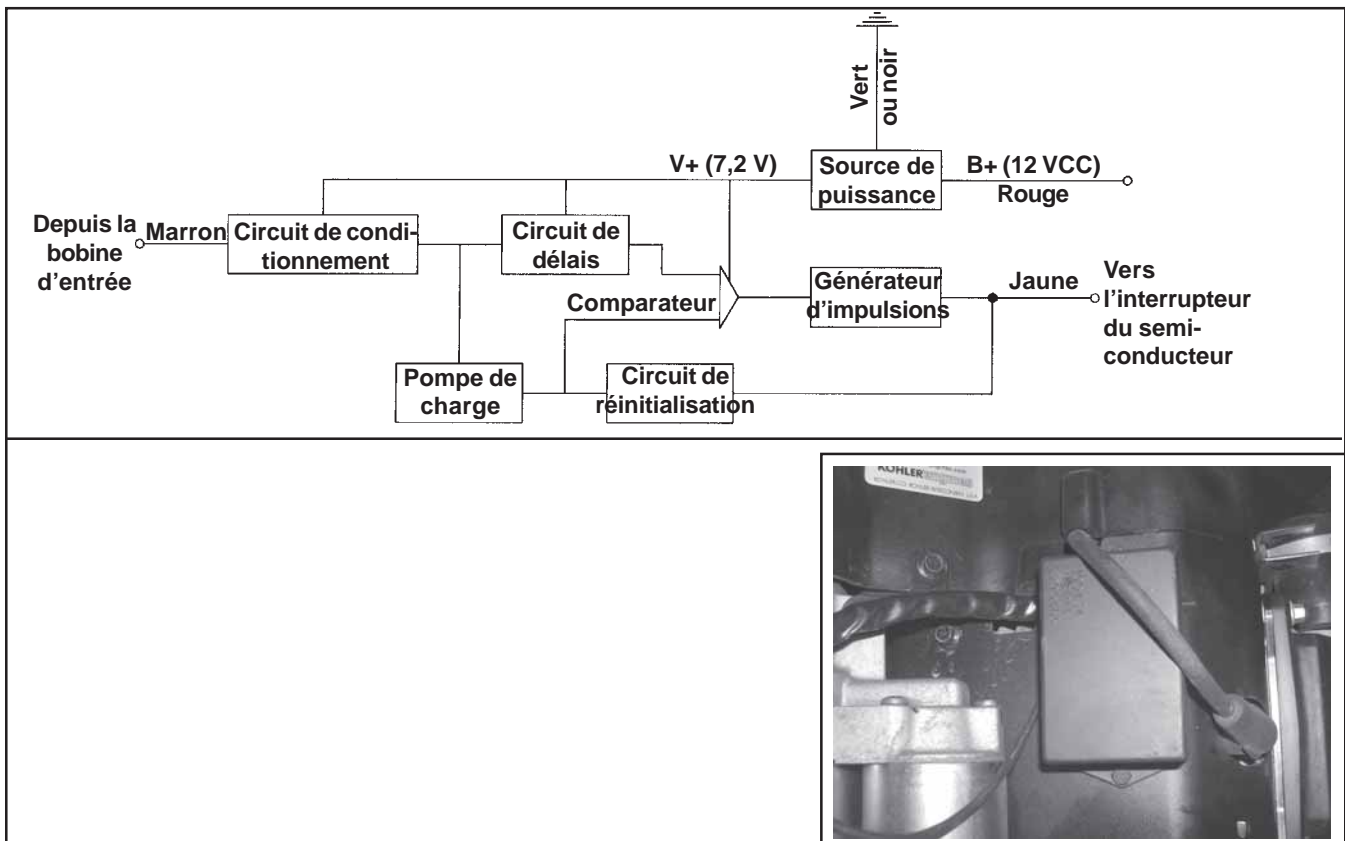 Vert
ou noir
V+ (7,2 V)
Source de
puissance
B+ (12 VCC)
Rouge
Depuis la
bobine
d'entrée
Marron
Circuit de condi-
tionnement
Circuit de
délais
Comparateur
Générateur
d'impulsions
Jaune
Vers
l'interrupteur
du semi-
conducteur
Pompe de
charge
Circuit de
réinitialisation
KOHLER engines